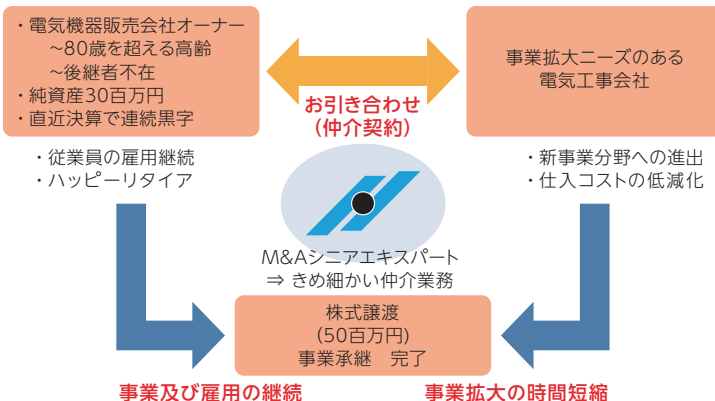 ・電気機器販売会社オーナー
~80歳を超える高齢
~後継者不在
・純資産30百万円
・直近決算で連続黒字
事業拡大ニーズのある
電気工事会社
お引き合わせ
(仲介契約)
・従業員の雇用継続
・ハッピーリタイア
・新事業分野への進出
・仕入コストの低減化
M&Aシニアエキスパート
⇒ きめ細かい仲介業務
株式譲渡
(50百万円)
事業承継　完了
事業及び雇用の継続
事業拡大の時間短縮